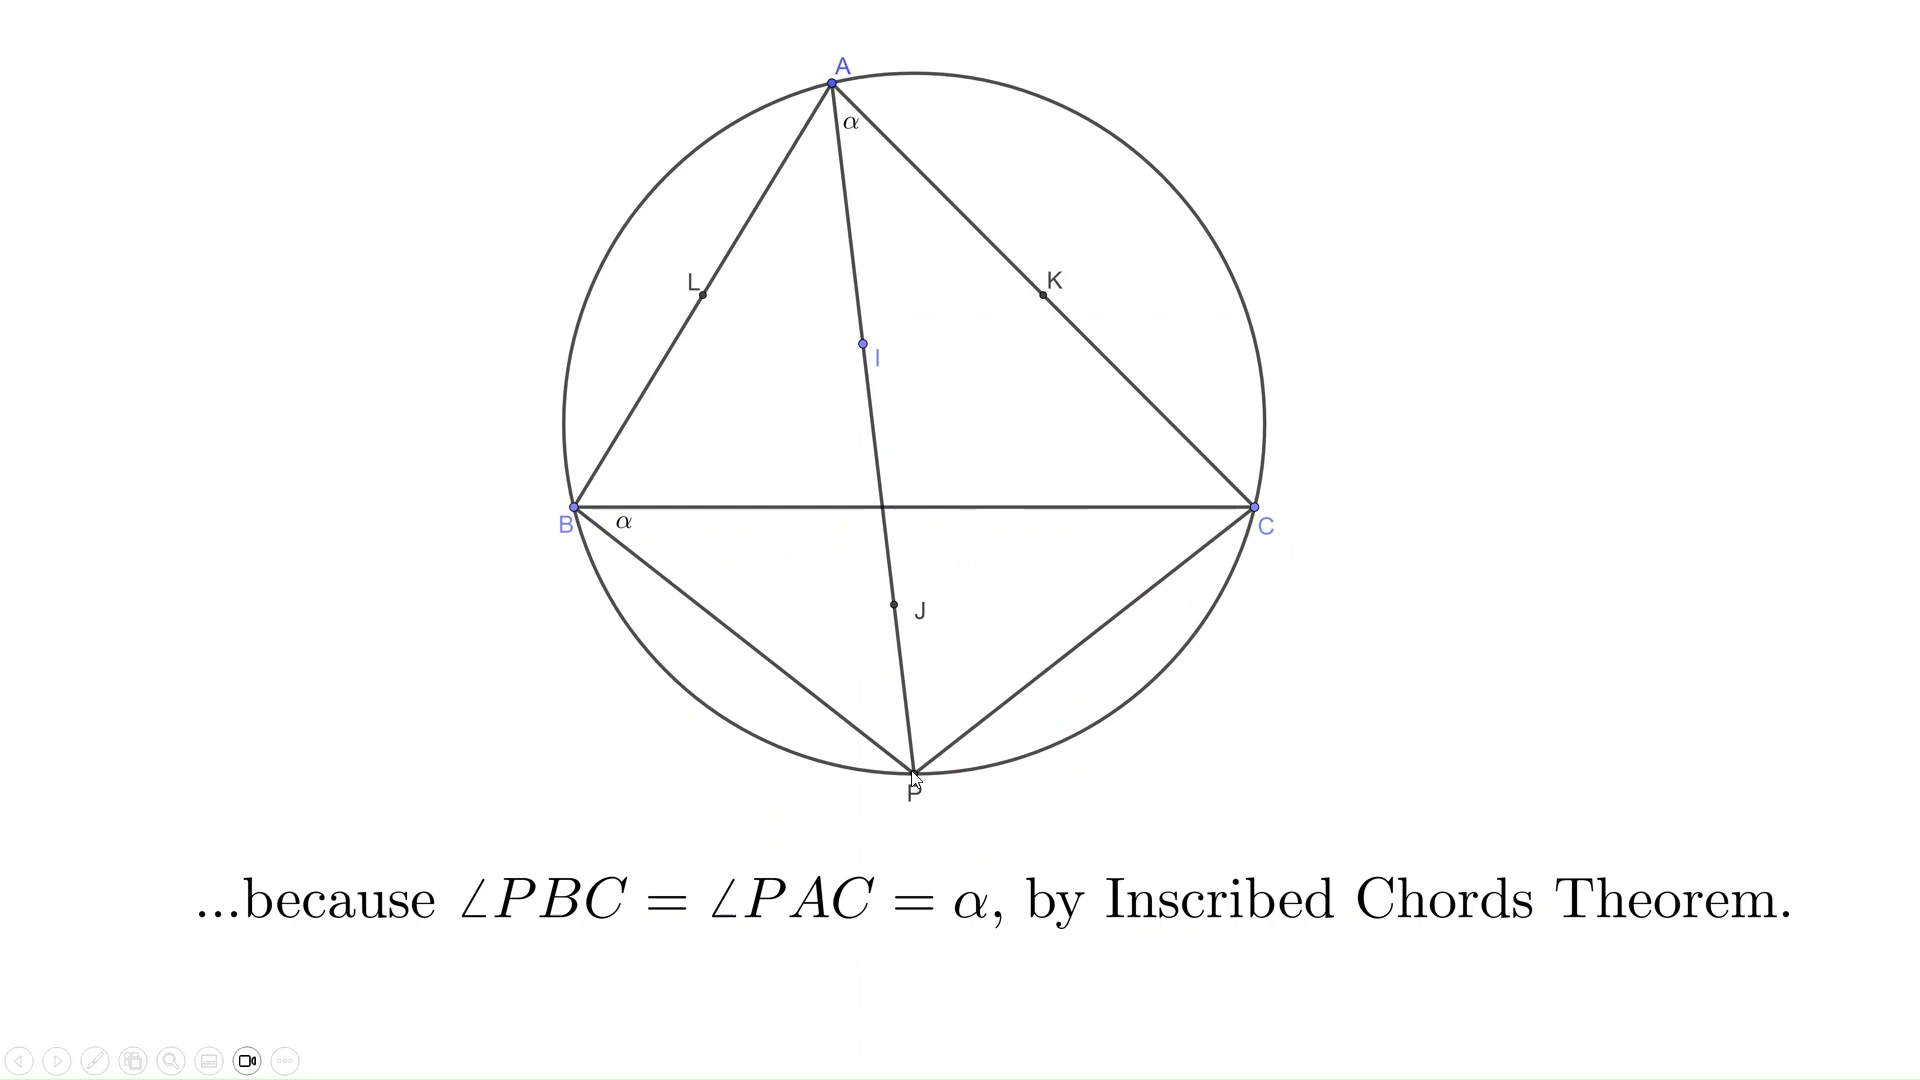 A
α
L
K
I
B
α
C
J
P
...because ∠PBC = ∠PAC = α, by Inscribed Chords Theorem.